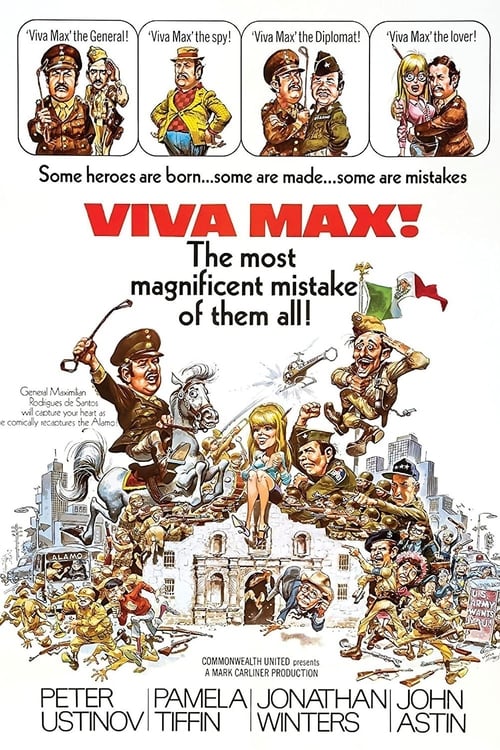 'Viva Max' the General!
'Viva Max' the spy!
'Viva Max' the Diplomat!
'Viva Max' the lover!
Some heroes are born...some are made...some are mistakes
VIVA MAX!
The most
magnificent mistake
of them all!
General Maximilian
Rodrigues de Santos
will capture your heart as
e comically recaptures the Alamo!
ALAMO
U.S.
ARMY
WANTS
U!
COMMONWEALTH UNITED presents
A MARK CARLINER PRODUCTION
PETER
USTINOV
PAMELA
TIFFIN
JONATHAN
WINTERS
JOHN
ASTIN